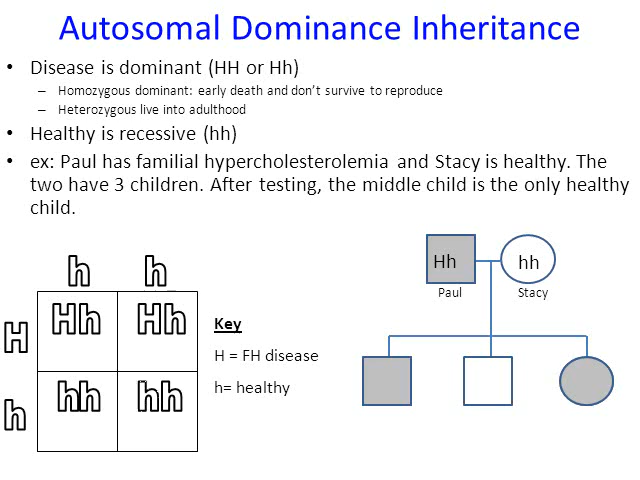 Autosomal Dominance Inheritance
• Disease is dominant (HH or Hh)
– Homozygous dominant: early death and don't survive to reproduce
– Heterozygous live into adulthood
• Healthy is recessive (hh)
• ex: Paul has familial hypercholesterolemia and Stacy is healthy. The
two have 3 children. After testing, the middle child is the only healthy
child.
h h
H Hh Hh
h hh hh
Key
H = FH disease
h= healthy
Hh hh
Paul Stacy